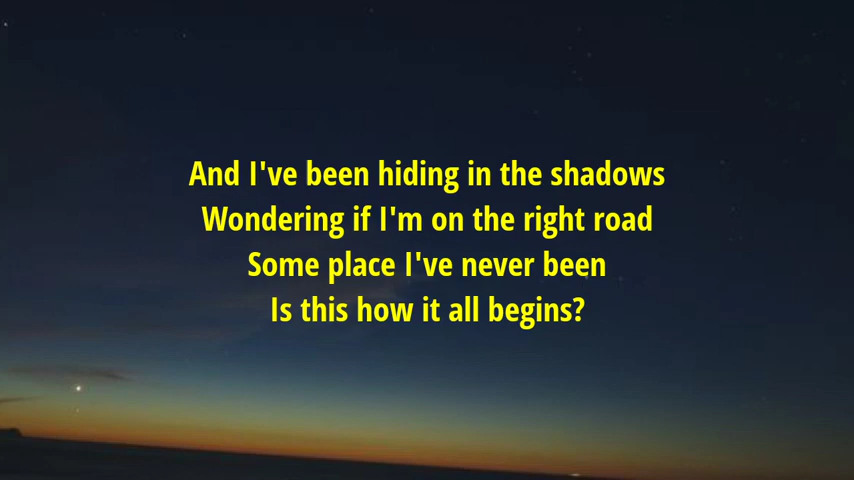 And I've been hiding in the shadows
Wondering if I'm on the right road
Some place I've never been
Is this how it all begins?